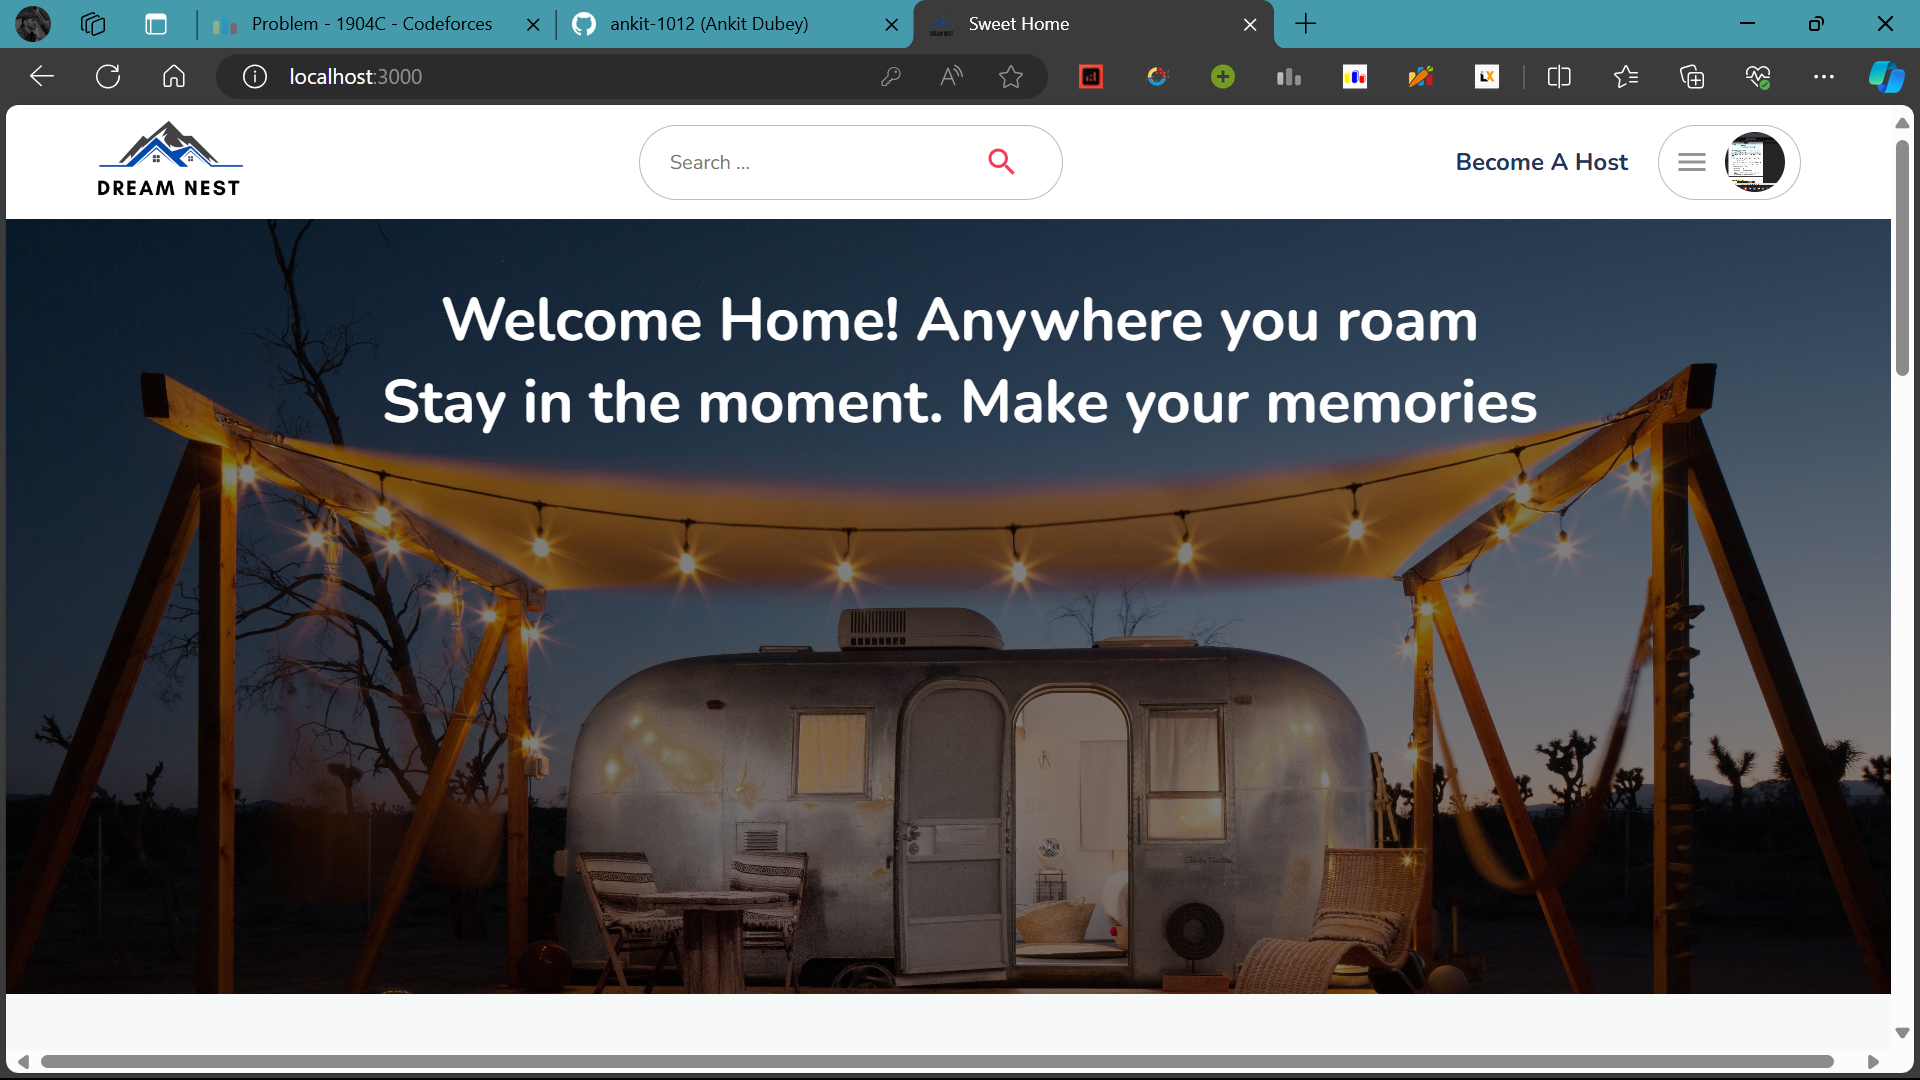 Problem - 1904C - Codeforces
ankit-1012 (Ankit Dubey)
Sweet Home
localhost:3000
DREAM NEST
Search ...
Become A Host
Welcome Home! Anywhere you roam
Stay in the moment. Make your memories